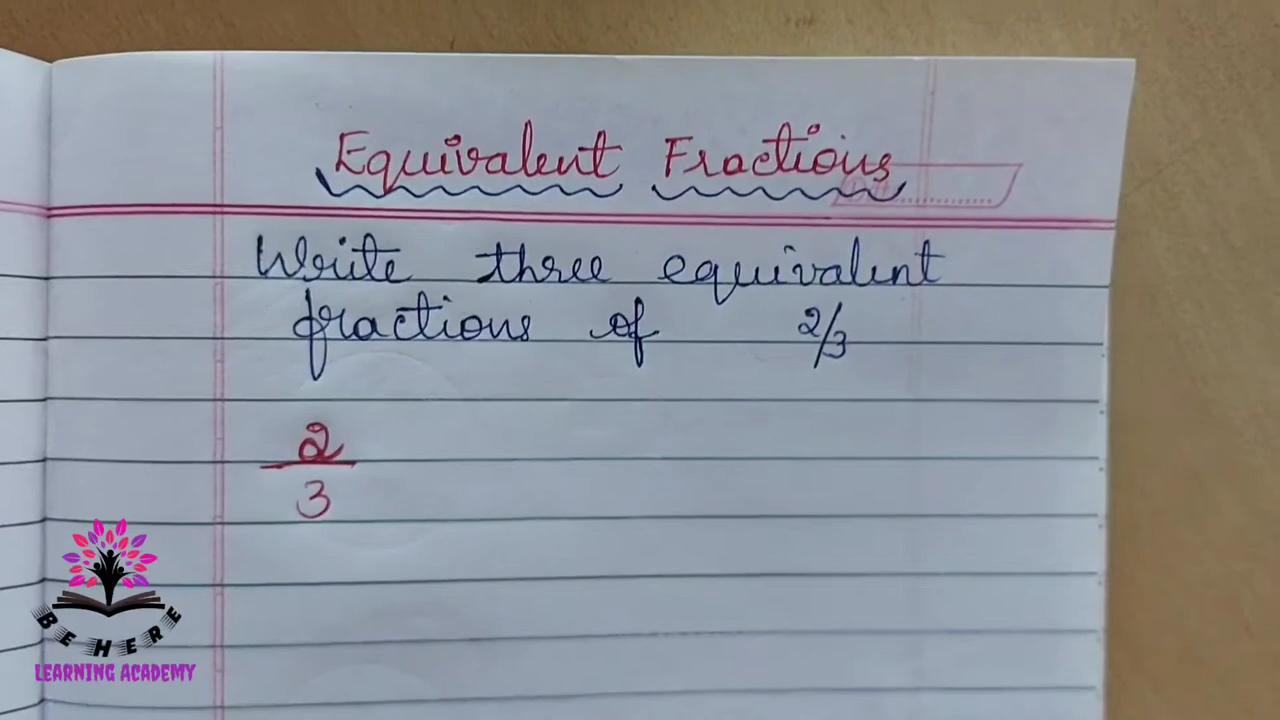 Equivalent Fractions
Write three equivalent
fractions of 2/3
2
3
BEHERE
LEARNING ACADEMY